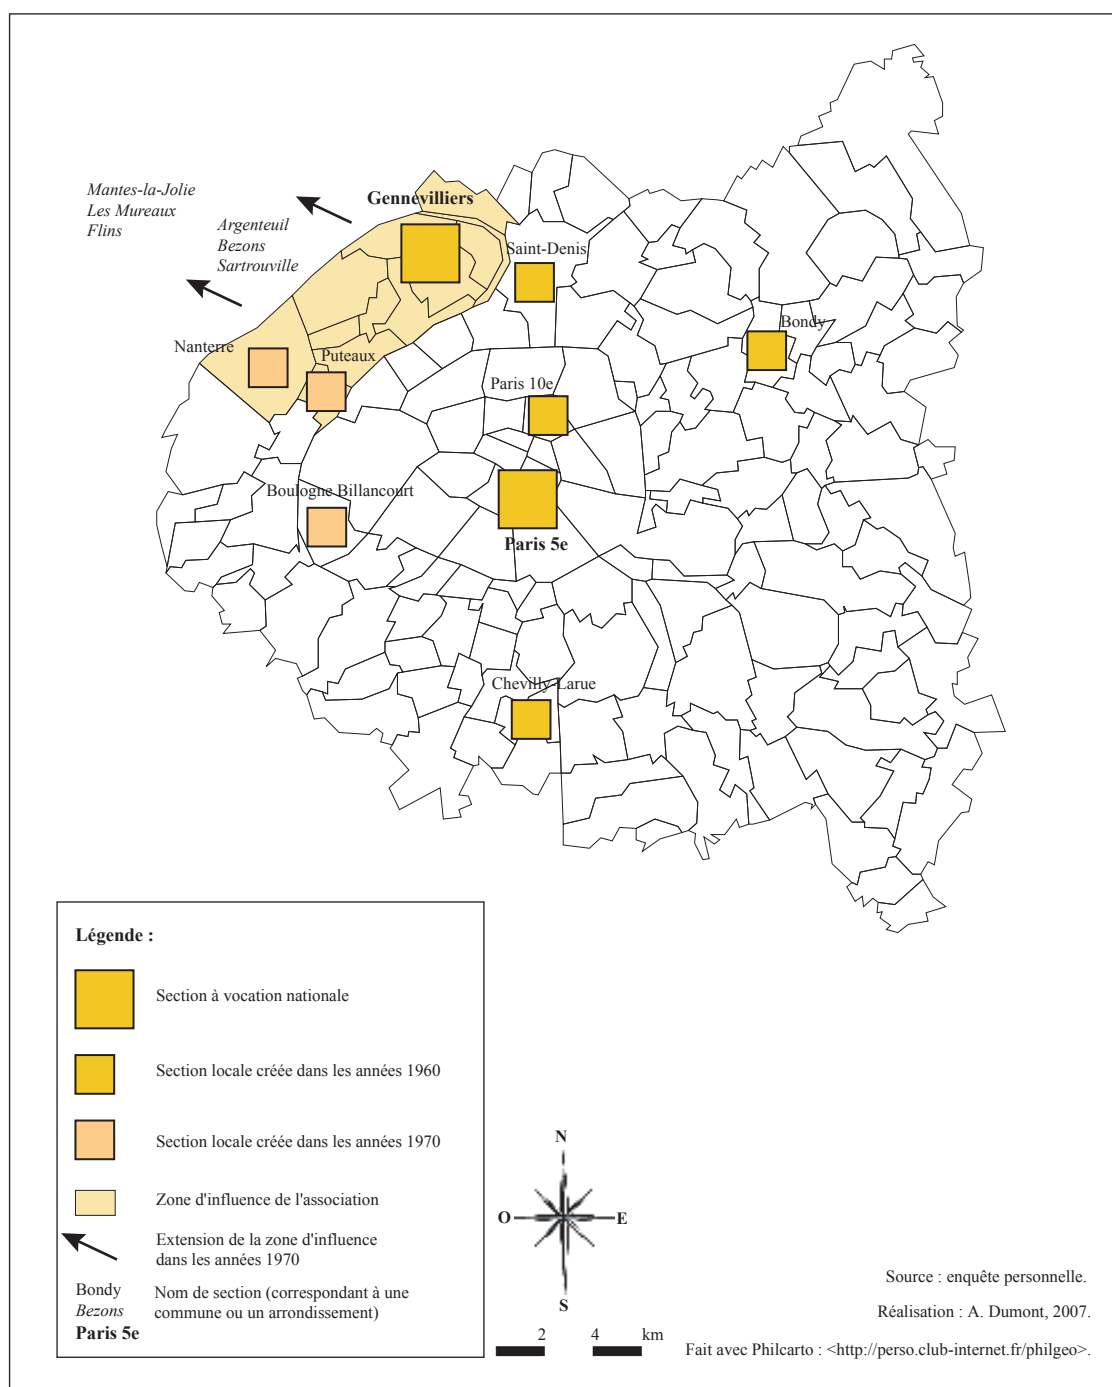 Mantes-la-Jolie
Les Mureaux
Flins
Gennevilliers
Argenteuil
Bezons
Sartrouville
Saint-Denis
Bondy
Nanterre
Puteaux
Paris 10e
Boulogne Billancourt
Paris 5e
Chevilly-Larue
Légende :
Section à vocation nationale
Section locale créée dans les années 1960
Section locale créée dans les années 1970
Zone d'influence de l'association
Extension de la zone d'influence
dans les années 1970
Bondy
Bezons
Paris 5e
Nom de section (correspondant à une
commune ou un arrondissement)
N
O
E
S
2 4 km
Source : enquête personnelle.
Réalisation : A. Dumont, 2007.
Fait avec Philcarto : <http://perso.club-internet.fr/philgeo>.